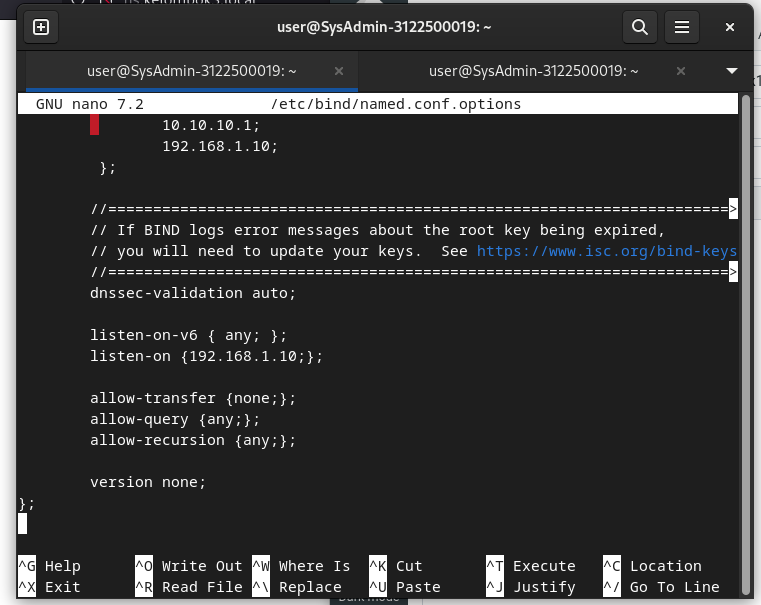 user@SysAdmin-3122500019: ~
user@SysAdmin-3122500019: ~ × user@SysAdmin-3122500019: ~ ×
GNU nano 7.2 /etc/bind/named.conf.options
10.10.10.1;
192.168.1.10;
};
//=====================================================================>
// If BIND logs error messages about the root key being expired,
// you will need to update your keys.  See https://www.isc.org/bind-keys
//=====================================================================>
dnssec-validation auto;
listen-on-v6 { any; };
listen-on {192.168.1.10;};
allow-transfer {none;};
allow-query {any;};
allow-recursion {any;};
version none;
};
^G Help ^O Write Out ^W Where Is ^K Cut ^T Execute ^C Location
^X Exit ^R Read File ^\ Replace ^U Paste ^J Justify ^/ Go To Line